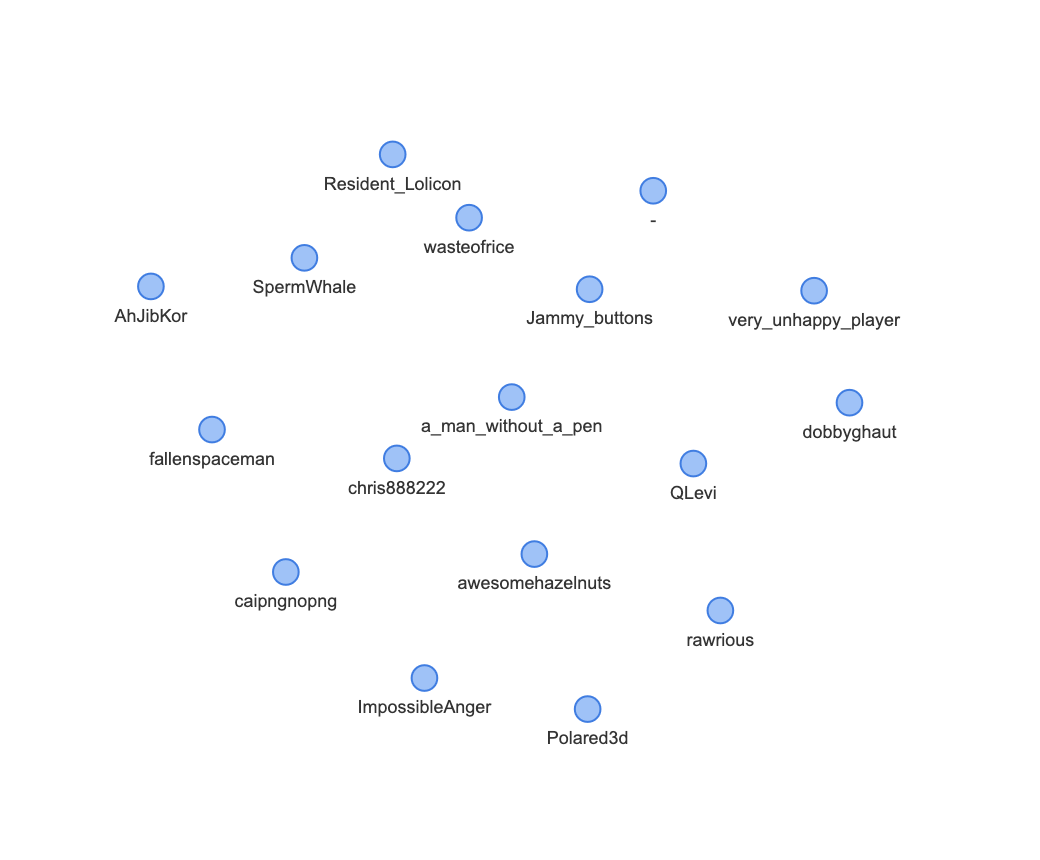 Resident_Lolicon
-
wasteofrice
SpermWhale
AhJibKor
Jammy_buttons
very_unhappy_player
a_man_without_a_pen
dobbyghaut
fallenspaceman
chris888222
QLevi
awesomehazelnuts
caipngnopng
rawrious
ImpossibleAnger
Polared3d